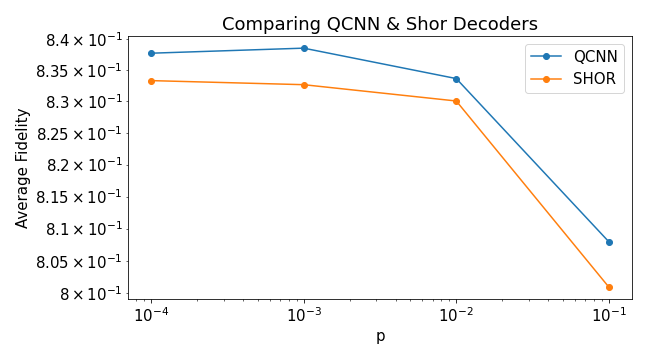 Comparing QCNN & Shor Decoders
Average Fidelity
8.4 × 10⁻¹
8.35 × 10⁻¹
8.3 × 10⁻¹
8.25 × 10⁻¹
8.2 × 10⁻¹
8.15 × 10⁻¹
8.1 × 10⁻¹
8.05 × 10⁻¹
8 × 10⁻¹
QCNN
SHOR
10⁻⁴ 10⁻³ 10⁻² 10⁻¹
p